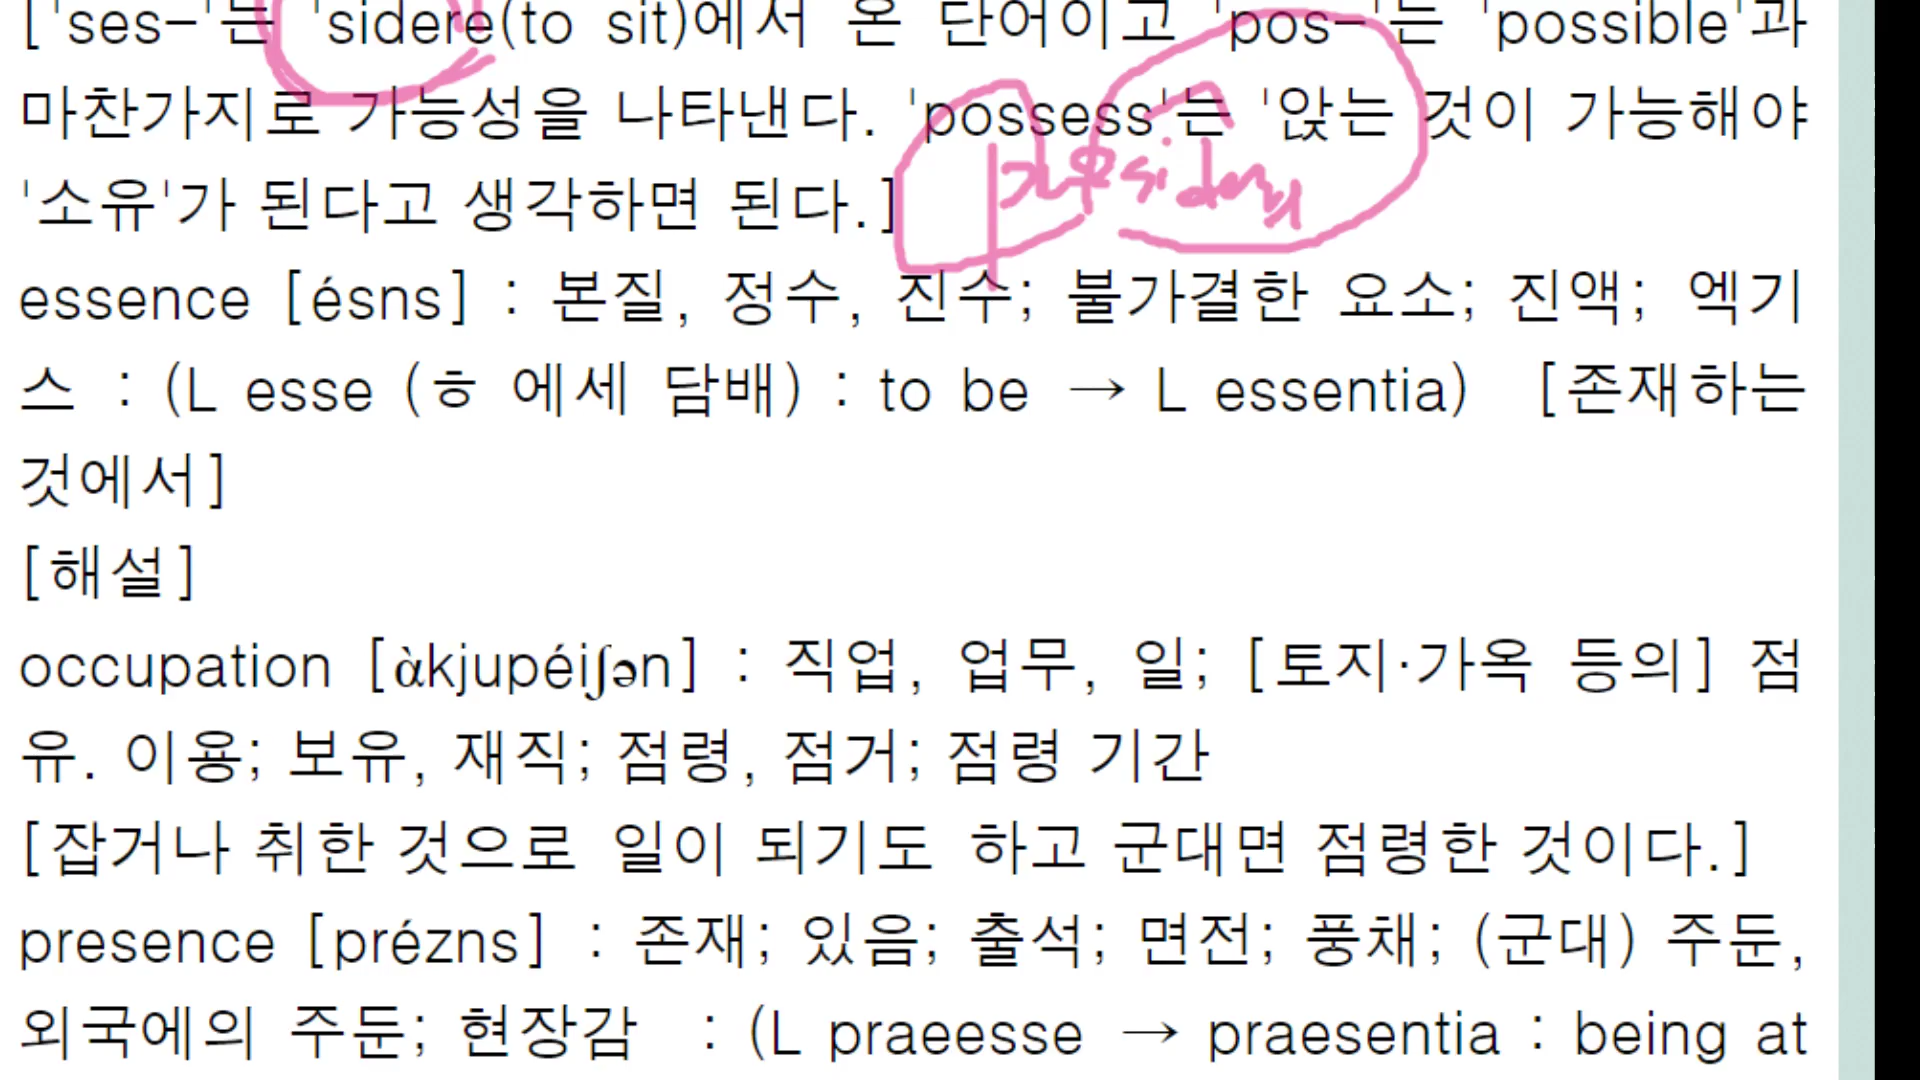 ['ses-'는 'sidere(to sit)에서 온 단어이고 'pos-'는 'possible'과
마찬가지로 가능성을 나타낸다. 'possess'는 '앉는 것이 가능해야
'소유'가 된다고 생각하면 된다.]
essence [ésns] : 본질, 정수, 진수; 불가결한 요소; 진액; 엑기
스 : (L esse (ㅎ 에세 담배) : to be → L essentia) [존재하는
것에서]
[해설]
occupation [àkjupéiʃən] : 직업, 업무, 일; [토지·가옥 등의] 점
유. 이용; 보유, 재직; 점령, 점거; 점령 기간
[잡거나 취한 것으로 일이 되기도 하고 군대면 점령한 것이다.]
presence [prézns] : 존재; 있음; 출석; 면전; 풍채; (군대) 주둔,
외국에의 주둔; 현장감 : (L praeesse → praesentia : being at